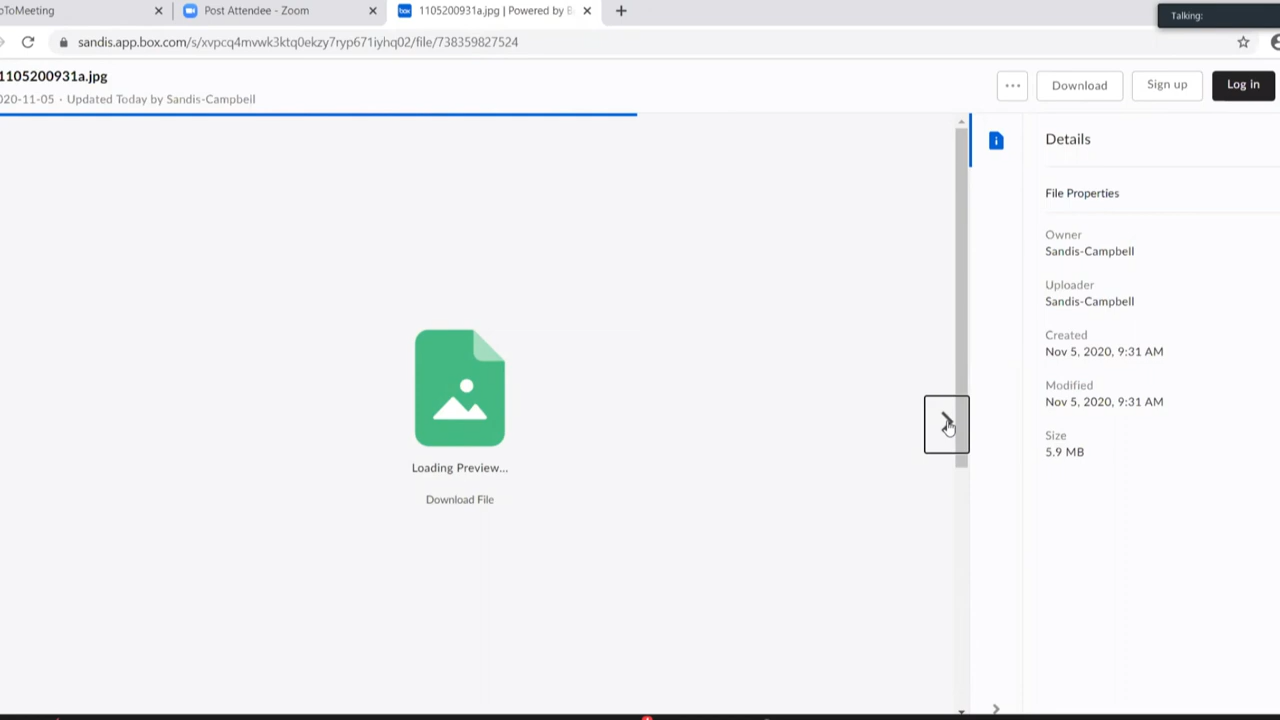 oToMeeting
Post Attendee - Zoom
box
1105200931a.jpg | Powered by B
Talking:
sandis.app.box.com/s/xvpcq4mvwk3ktq0ekzy7ryp671iyhq02/file/738359827524
1105200931a.jpg
020-11-05 · Updated Today by Sandis-Campbell
Download
Sign up
Log in
Details
File Properties
Owner
Sandis-Campbell
Uploader
Sandis-Campbell
Created
Nov 5, 2020, 9:31 AM
Modified
Nov 5, 2020, 9:31 AM
Size
5.9 MB
Loading Preview...
Download File